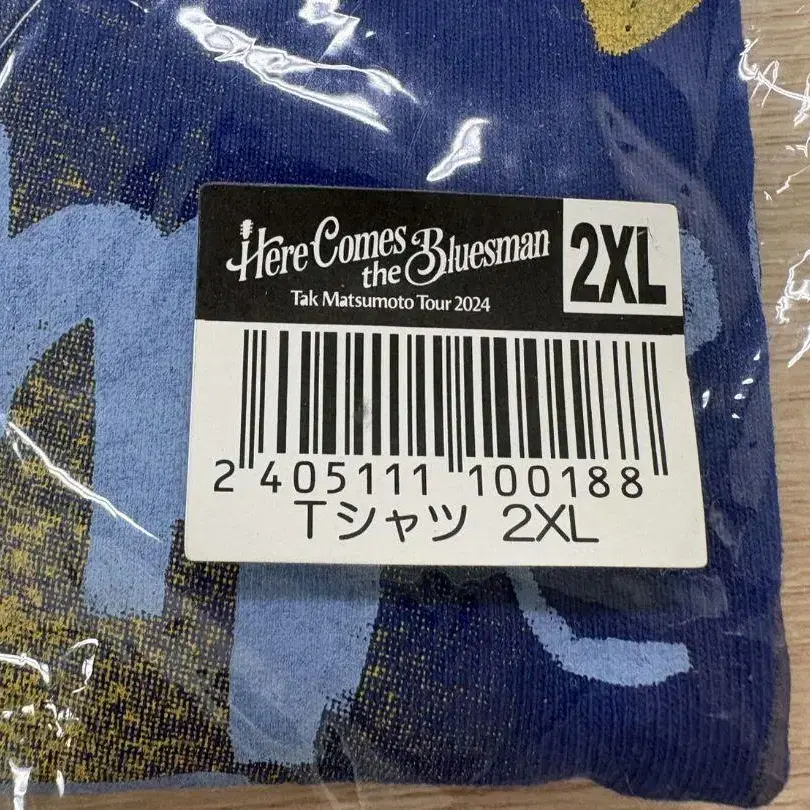 Here Comes
the Bluesman
Tak Matsumoto Tour 2024
2XL
2 405111 100188
Tシャツ 2XL